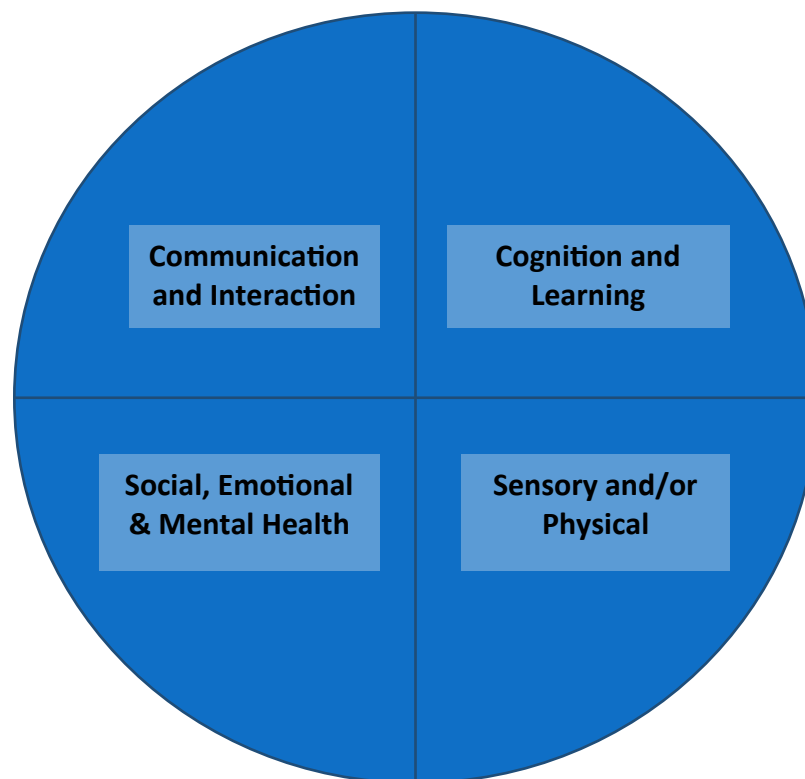 Communication
and Interaction
Cognition and
Learning
Social, Emotional
& Mental Health
Sensory and/or
Physical